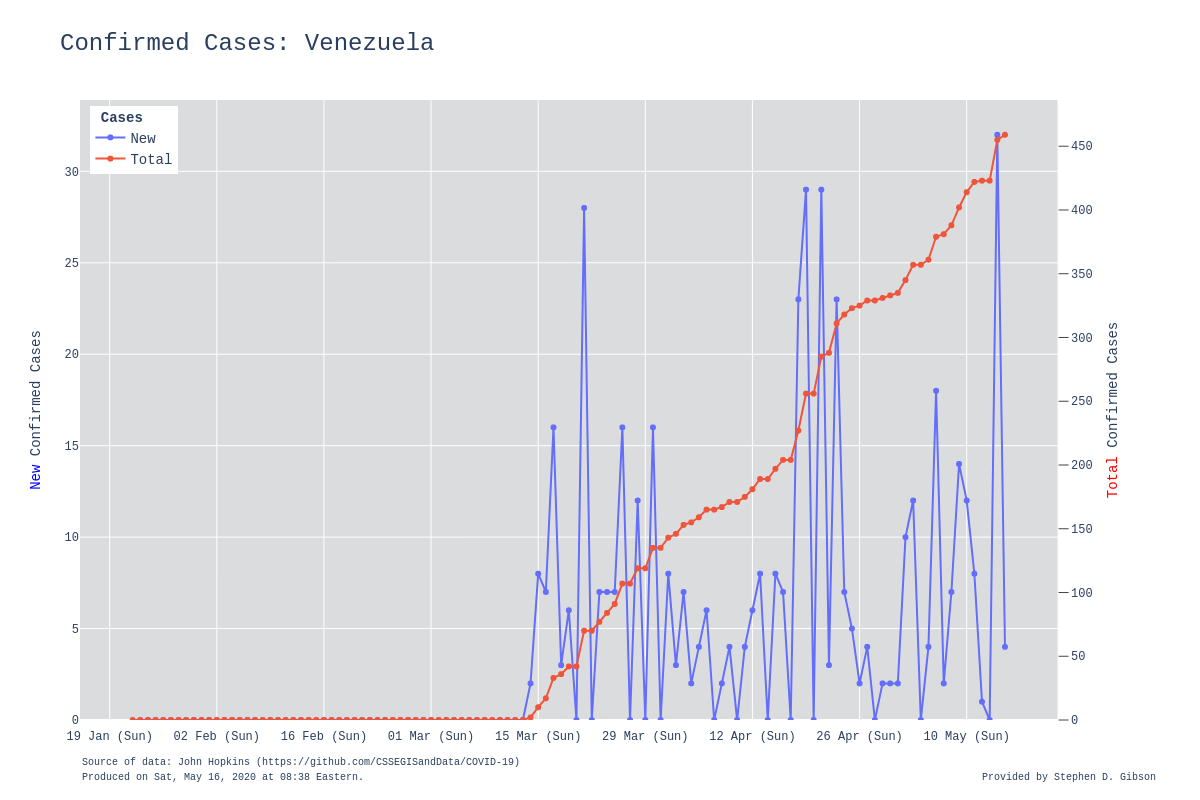 Confirmed Cases: Venezuela
Cases
New
Total
30
25
20
15
10
5
0
450
400
350
300
250
200
150
100
50
0
New Confirmed Cases
Total Confirmed Cases
19 Jan (Sun) 02 Feb (Sun) 16 Feb (Sun) 01 Mar (Sun) 15 Mar (Sun) 29 Mar (Sun) 12 Apr (Sun) 26 Apr (Sun) 10 May (Sun)
Source of data: John Hopkins (https://github.com/CSSEGISandData/COVID-19)
Produced on Sat, May 16, 2020 at 08:38 Eastern.
Provided by Stephen D. Gibson